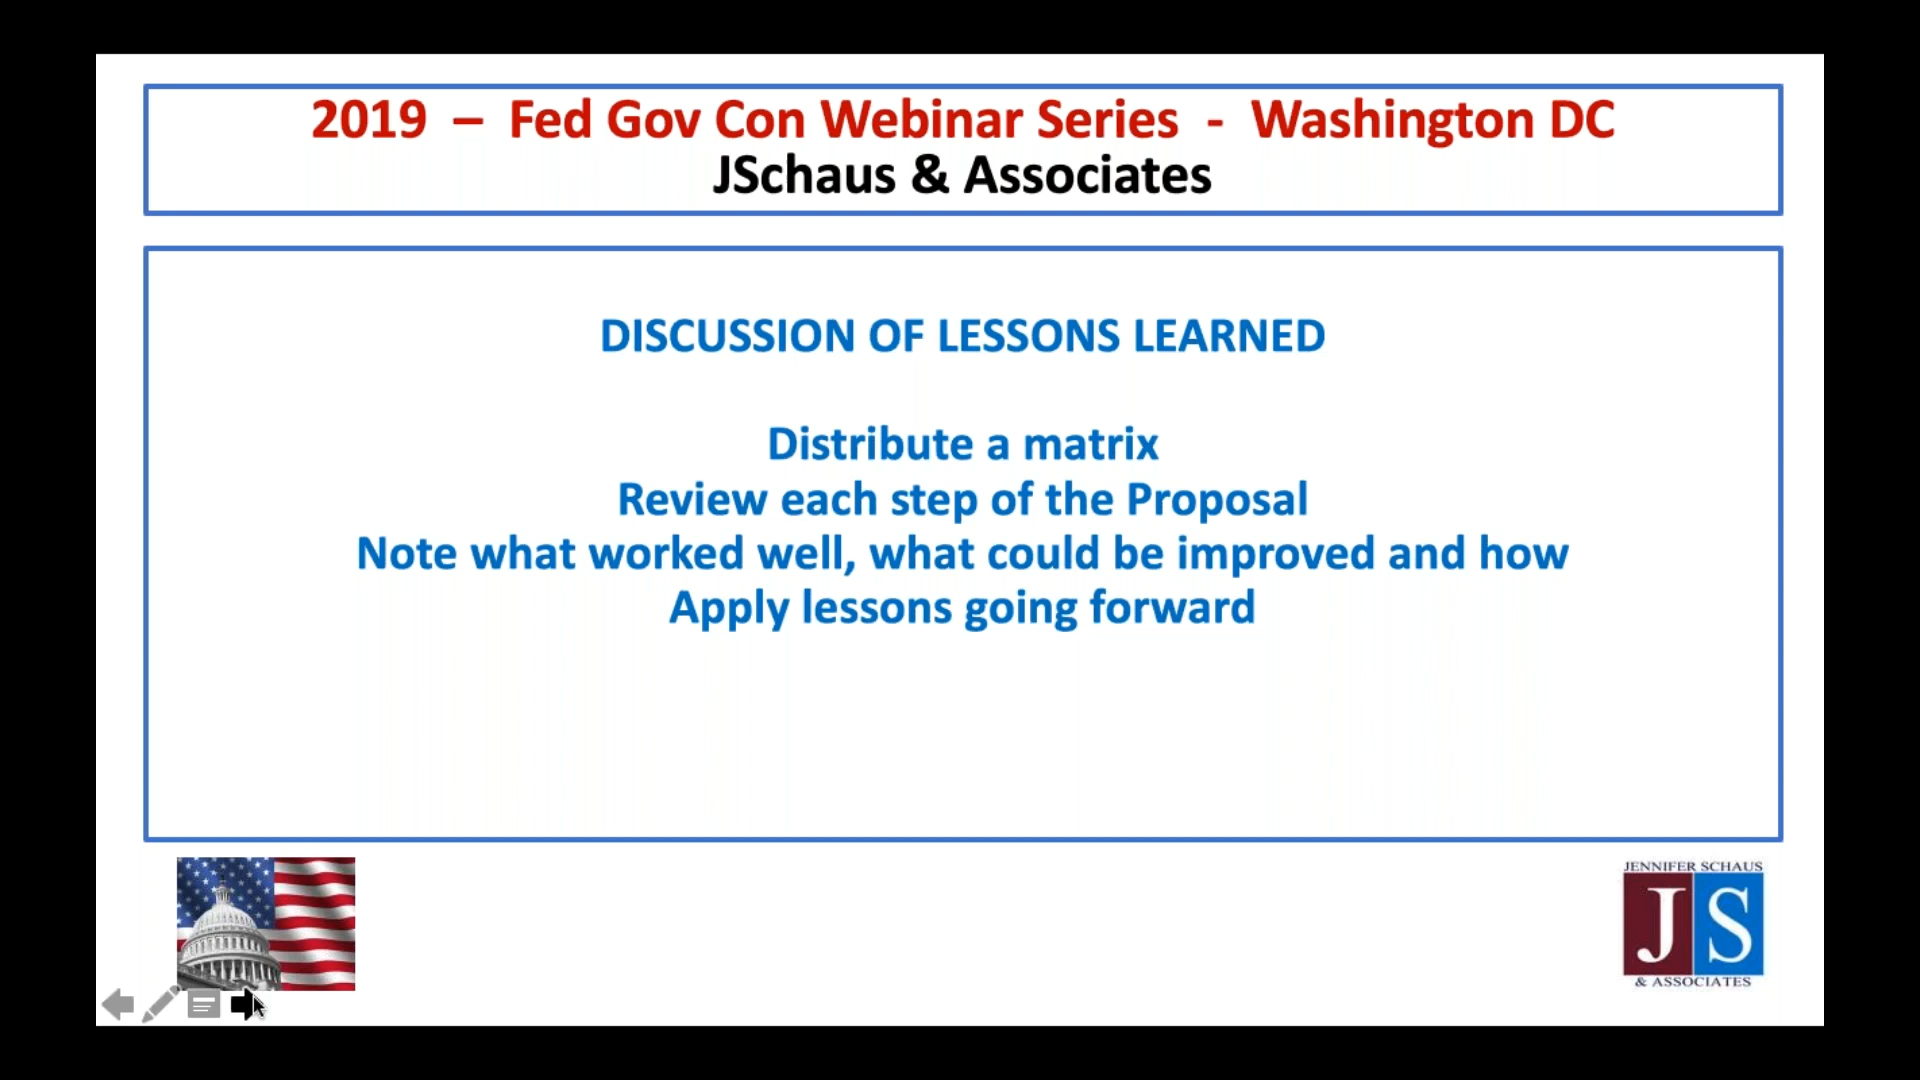 2019 – Fed Gov Con Webinar Series - Washington DC
JSchaus & Associates
DISCUSSION OF LESSONS LEARNED
Distribute a matrix
Review each step of the Proposal
Note what worked well, what could be improved and how
Apply lessons going forward
JENNIFER SCHAUS
JS
& ASSOCIATES